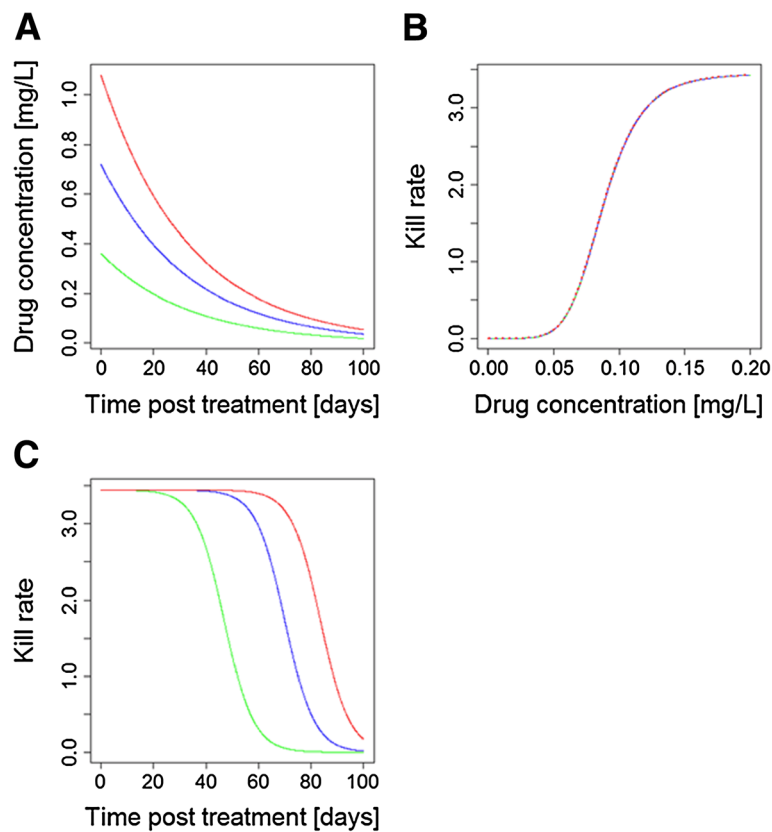 A
Drug concentration [mg/L]
1.0
0.8
0.6
0.4
0.2
0.0
0 20 40 60 80 100
Time post treatment [days]
B
Kill rate
3.0
2.0
1.0
0.0
0.00 0.05 0.10 0.15 0.20
Drug concentration [mg/L]
C
Kill rate
3.0
2.0
1.0
0.0
0 20 40 60 80 100
Time post treatment [days]